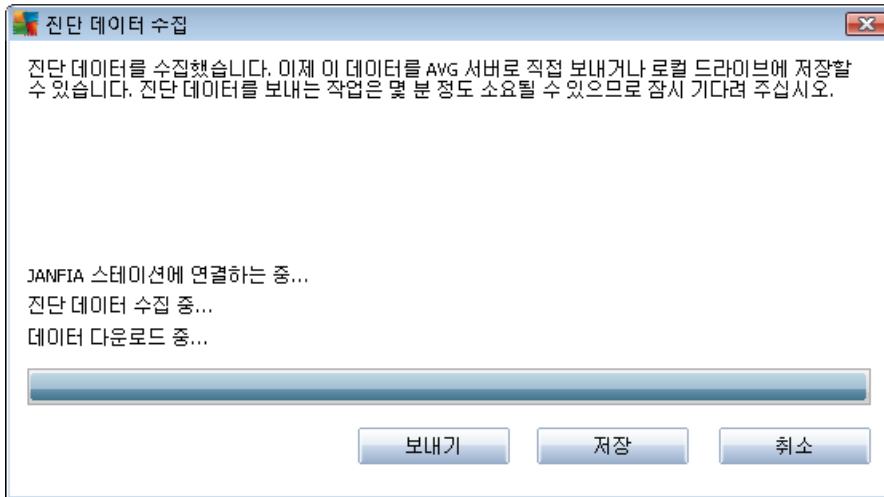 진단 데이터 수집
진단 데이터를 수집했습니다. 이제 이 데이터를 AVG 서버로 직접 보내거나 로컬 드라이브에 저장할
수 있습니다. 진단 데이터를 보내는 작업은 몇 분 정도 소요될 수 있으므로 잠시 기다려 주십시오.
JANFIA 스테이션에 연결하는 중...
진단 데이터 수집 중...
데이터 다운로드 중...
보내기 저장 취소